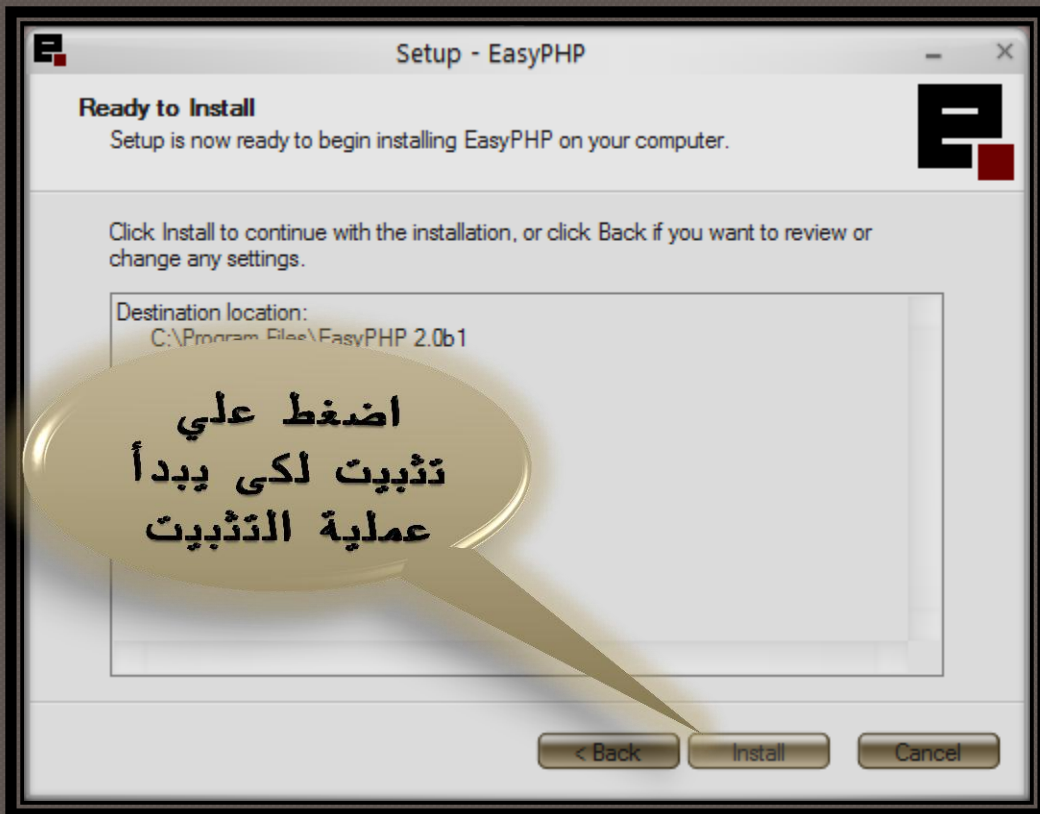 Setup - EasyPHP
Ready to Install
Setup is now ready to begin installing EasyPHP on your computer.
Click Install to continue with the installation, or click Back if you want to review or
change any settings.
Destination location:
C:\Program Files\EasyPHP 2.0b1
اضغط علي
تثبيت لكى يبدأ
عملية التثبيت
< Back
Install
Cancel